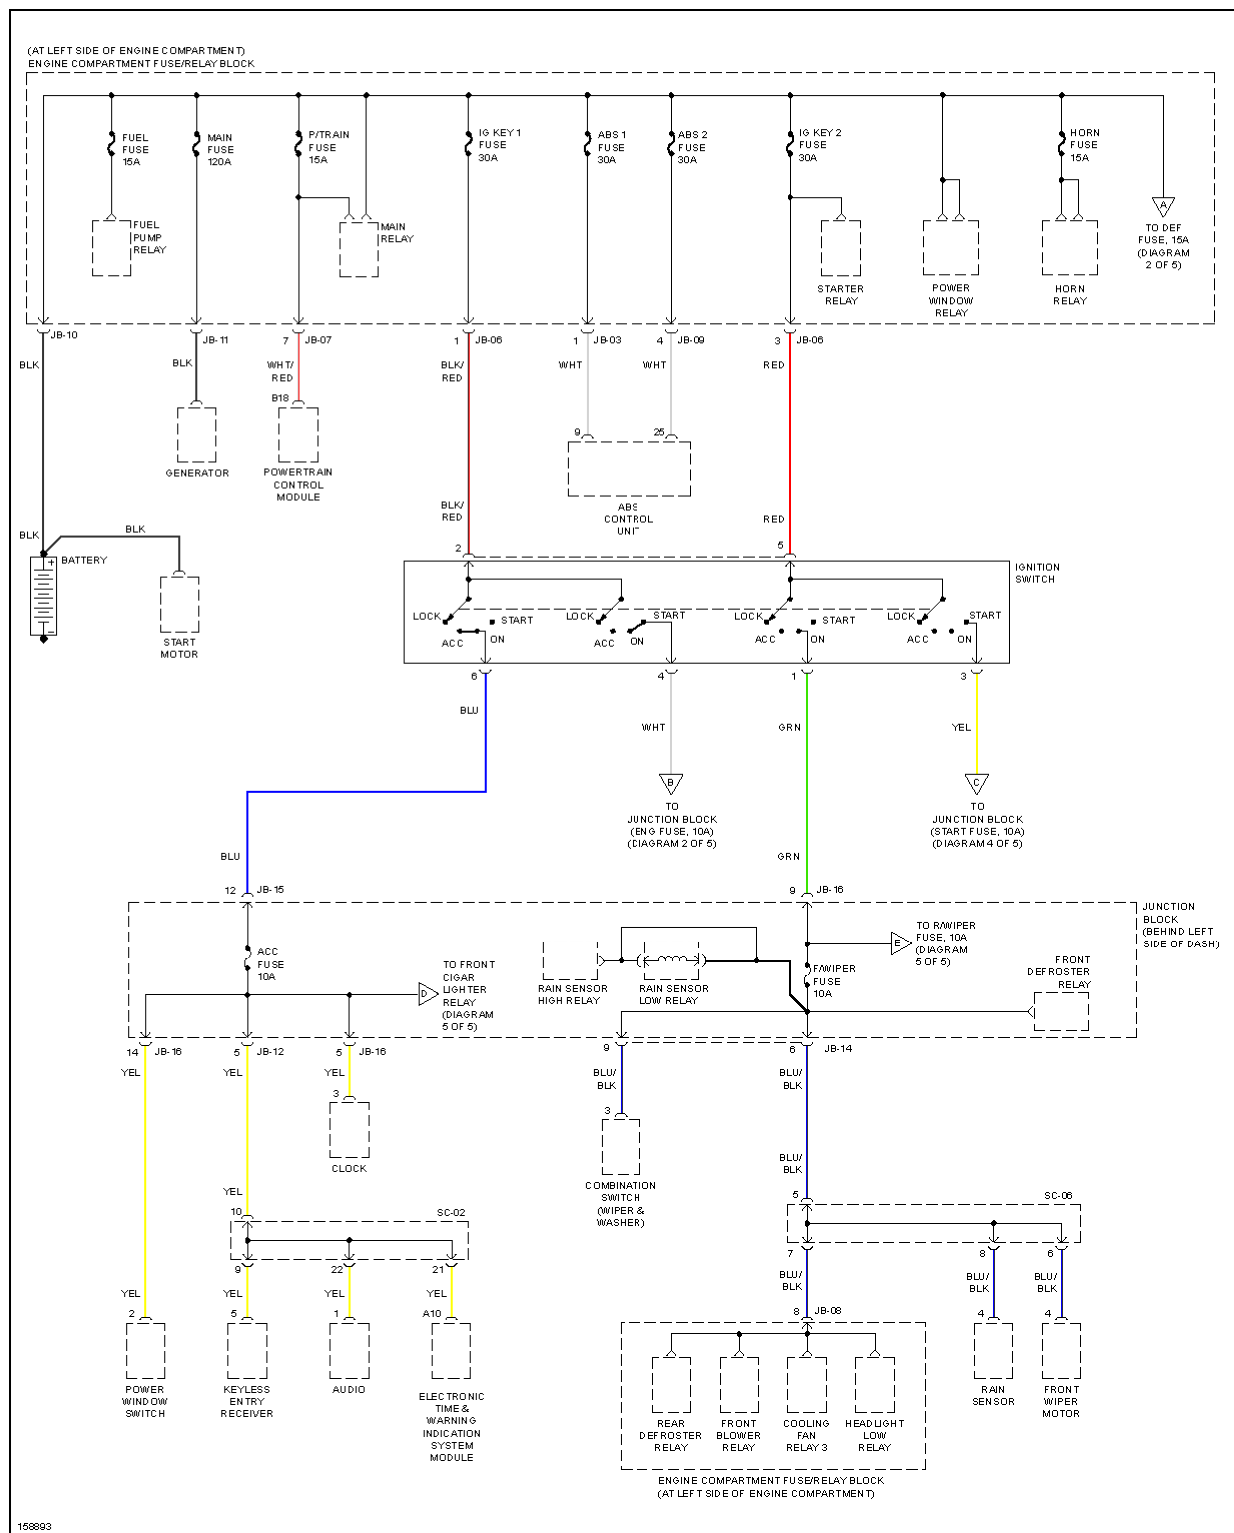 (AT LEFT SIDE OF ENGINE COMPARTMENT)
ENGINE COMPARTMENT FUSE/RELAY BLOCK
FUEL
FUSE
15A
MAIN
FUSE
120A
P/TRAIN
FUSE
15A
IG KEY 1
FUSE
30A
ABS 1
FUSE
30A
ABS 2
FUSE
30A
IG KEY 2
FUSE
30A
HORN
FUSE
15A
FUEL
PUMP
RELAY
MAIN
RELAY
STARTER
RELAY
POWER
WINDOW
RELAY
HORN
RELAY
A
TO DEF
FUSE, 15A
(DIAGRAM
2 OF 5)
JB-10
JB-11
7 JB-07
1 JB-06
1 JB-03
4 JB-09
3 JB-06
BLK
BLK
WHT/
RED
BLK/
RED
WHT
WHT
RED
B18
9
25
GENERATOR
POWERTRAIN
CONTROL
MODULE
ABS
CONTROL
UNIT
BLK/
RED
RED
BLK
BLK
2
5
BATTERY
+
-
START
MOTOR
IGNITION
SWITCH
LOCK
ACC
ON
START
LOCK
ACC
ON
START
LOCK
ACC
ON
START
LOCK
ACC
ON
START
6
4
1
3
BLU
WHT
GRN
YEL
B
TO
JUNCTION BLOCK
(ENG FUSE, 10A)
(DIAGRAM 2 OF 5)
C
TO
JUNCTION BLOCK
(START FUSE, 10A)
(DIAGRAM 4 OF 5)
BLU
GRN
12 JB-15
9 JB-16
JUNCTION
BLOCK
(BEHIND LEFT
SIDE OF DASH)
ACC
FUSE
10A
TO FRONT
CIGAR
LIGHTER
RELAY
(DIAGRAM
5 OF 5)
D
RAIN SENSOR
HIGH RELAY
RAIN SENSOR
LOW RELAY
F/WIPER
FUSE
10A
E
TO R/WIPER
FUSE, 10A
(DIAGRAM
5 OF 5)
FRONT
DEFROSTER
RELAY
14 JB-16
5 JB-12
5 JB-16
9
6 JB-14
YEL
YEL
YEL
BLU/
BLK
BLU/
BLK
3
CLOCK
3
COMBINATION
SWITCH
(WIPER &
WASHER)
BLU/
BLK
YEL
10
SC-02
5
SC-06
9
22
21
7
8
6
YEL
YEL
YEL
YEL
BLU/
BLK
BLU/
BLK
BLU/
BLK
2
5
1
A10
8 JB-08
4
4
POWER
WINDOW
SWITCH
KEYLESS
ENTRY
RECEIVER
AUDIO
ELECTRONIC
TIME &
WARNING
INDICATION
SYSTEM
MODULE
REAR
DEFROSTER
RELAY
FRONT
BLOWER
RELAY
COOLING
FAN
RELAY 3
HEADLIGHT
LOW
RELAY
RAIN
SENSOR
FRONT
WIPER
MOTOR
ENGINE COMPARTMENT FUSE/RELAY BLOCK
(AT LEFT SIDE OF ENGINE COMPARTMENT)
158893